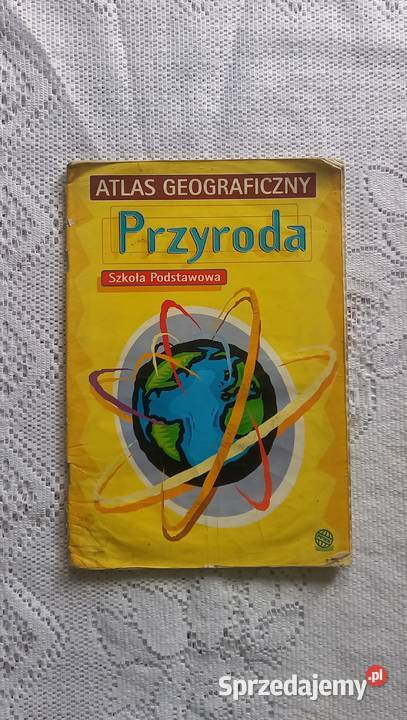 ATLAS GEOGRAFICZNY
Przyroda
Szkoła Podstawowa
Sprzedajemy.pl